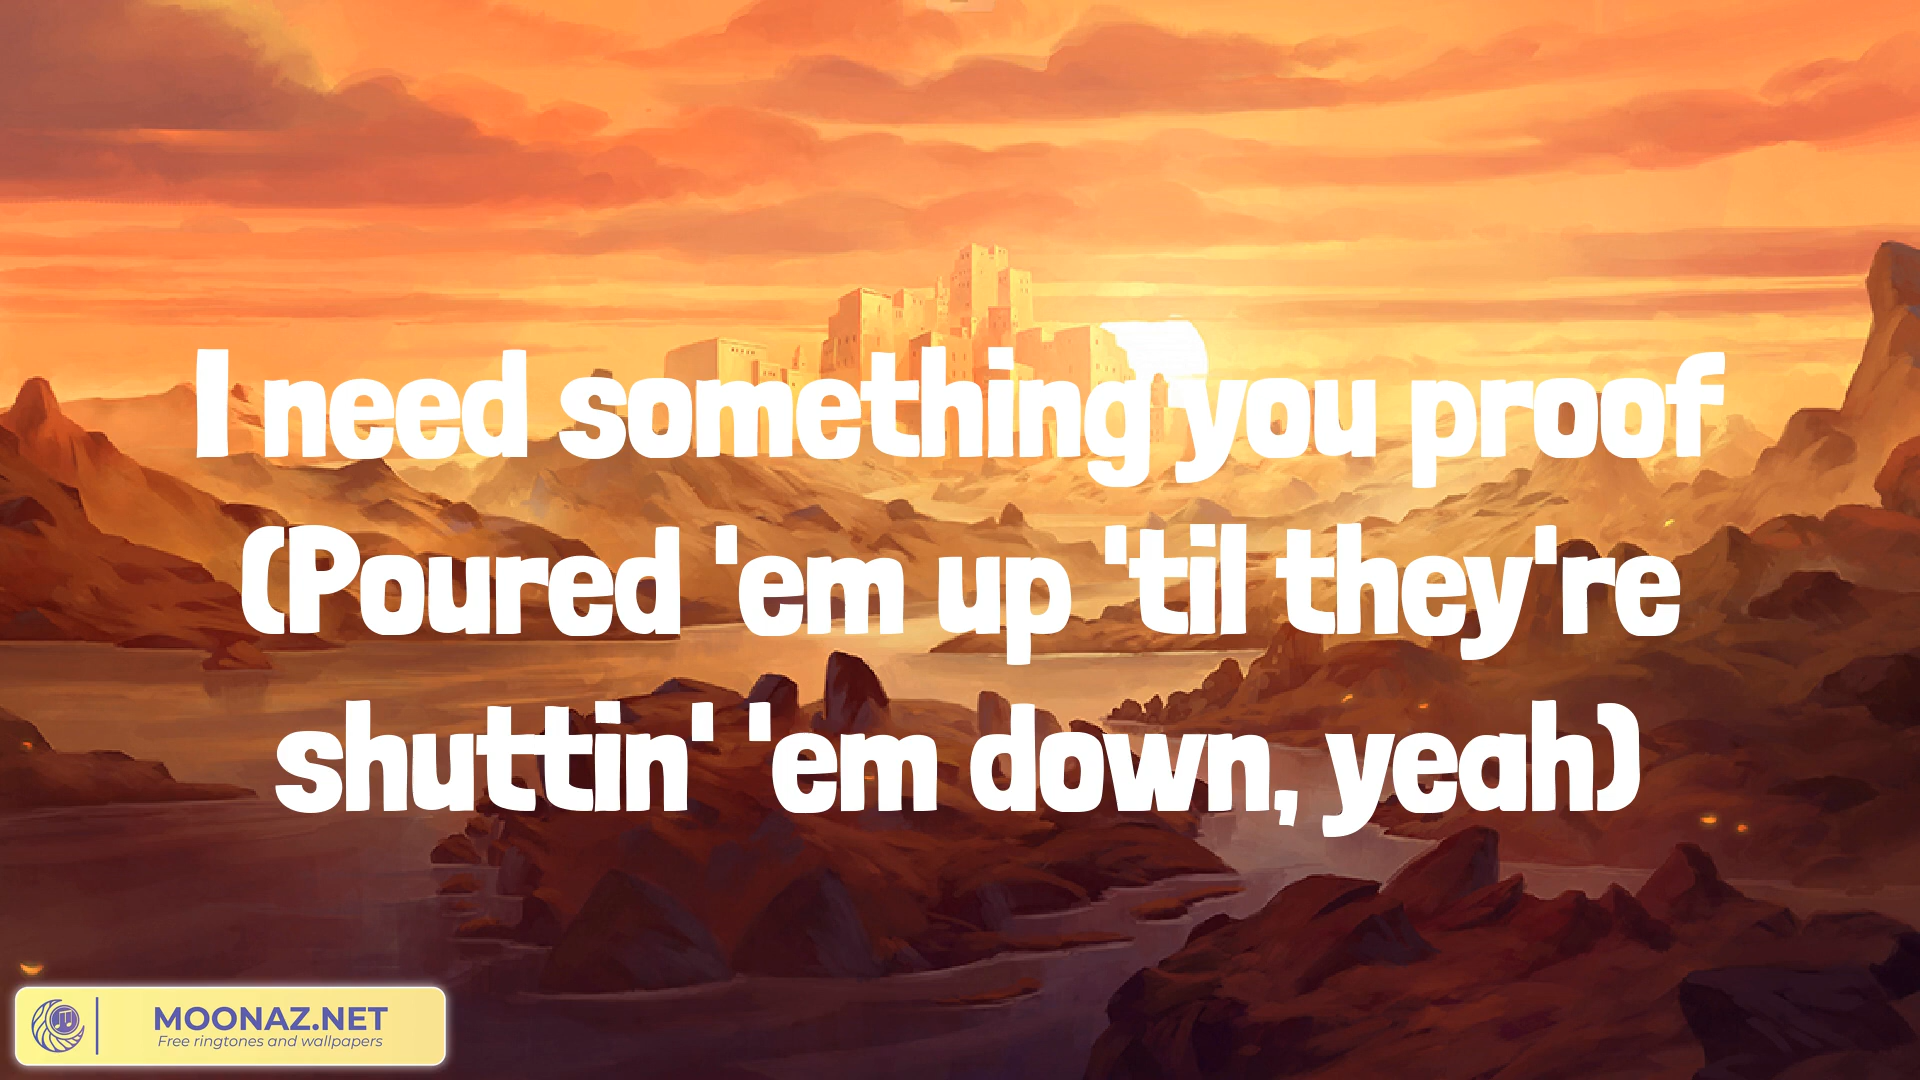 I need something you proof
(Poured 'em up 'til they're
shuttin' 'em down, yeah)
MOONAZ.NET
Free ringtones and wallpapers